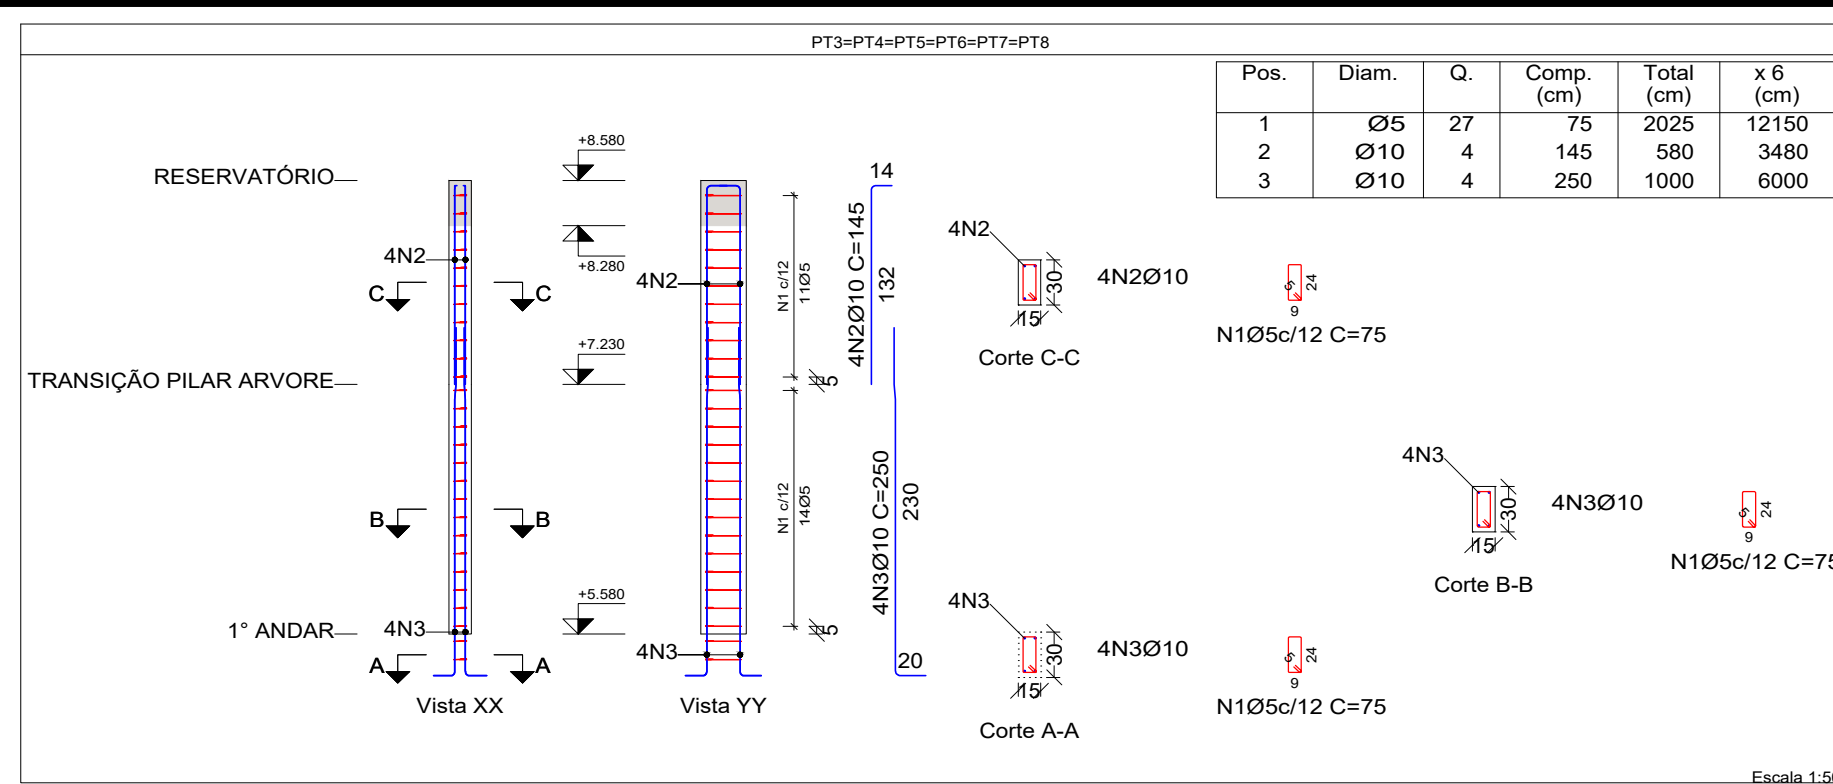 PT3=PT4=PT5=PT6=PT7=PT8
Pos. Diam. Q. Comp. (cm) Total (cm) x 6 (cm)
1 Ø5 27 75 2025 12150
2 Ø10 4 145 580 3480
3 Ø10 4 250 1000 6000
RESERVATÓRIO
TRANSIÇÃO PILAR ARVORE
1° ANDAR
4N2
C C
B B
4N3
A A
Vista XX
+8.580
+8.280
+7.230
+5.580
4N2
4N3
Vista YY
N1 c/12
11Ø5
5
N1 c/12
14Ø5
5
14
4N2Ø10 C=145
132
4N3Ø10 C=250
230
20
4N2
30
15
4N2Ø10
Corte C-C
5
24
9
N1Ø5c/12 C=75
4N3
30
15
4N3Ø10
Corte B-B
5
24
9
N1Ø5c/12 C=75
4N3
30
15
4N3Ø10
Corte A-A
5
24
9
N1Ø5c/12 C=75